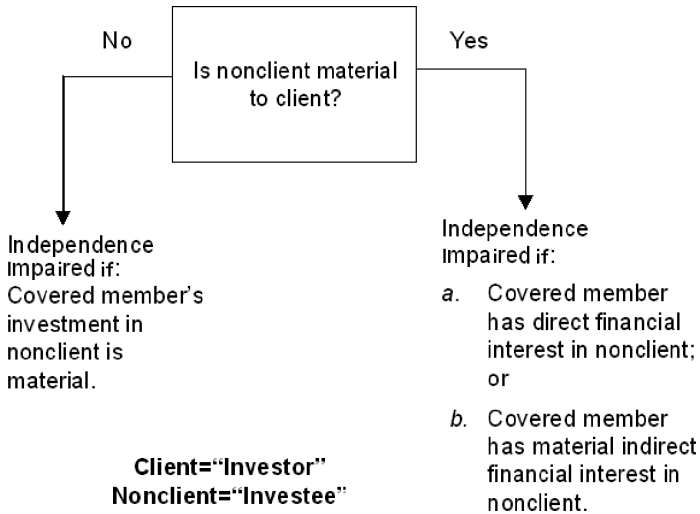 No
Yes
Is nonclient material
to client?
Independence
Impaired if:
Covered member's
investment in
nonclient is
material.
Independence
Impaired if:
a. Covered member
has direct financial
interest in nonclient;
or
b. Covered member
has material indirect
financial interest in
nonclient.
Client=“Investor”
Nonclient=“Investee”